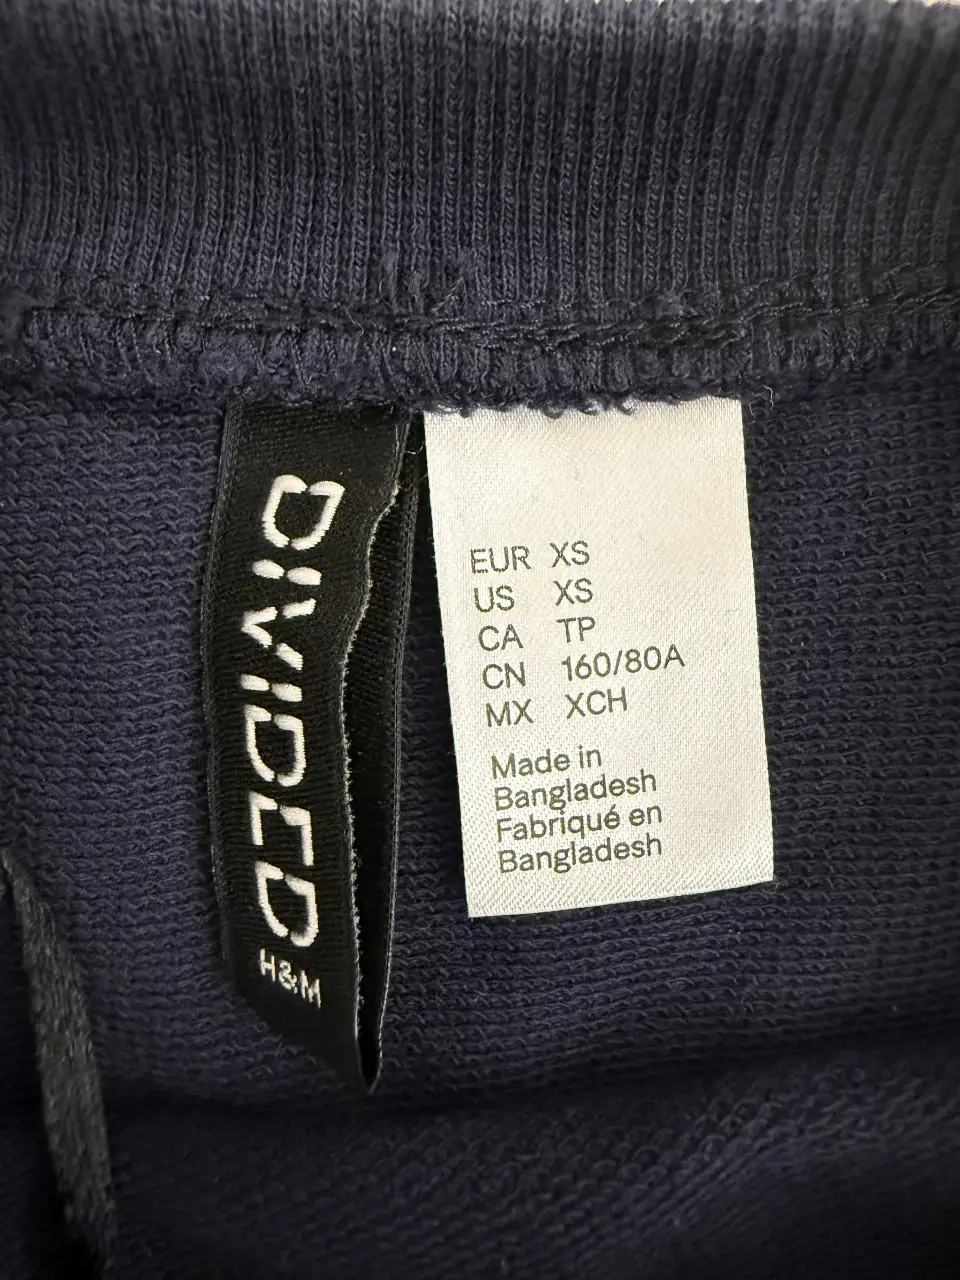 DIVIDED
H&M
EUR XS
US XS
CA TP
CN 160/80A
MX XCH
Made in
Bangladesh
Fabriqué en
Bangladesh